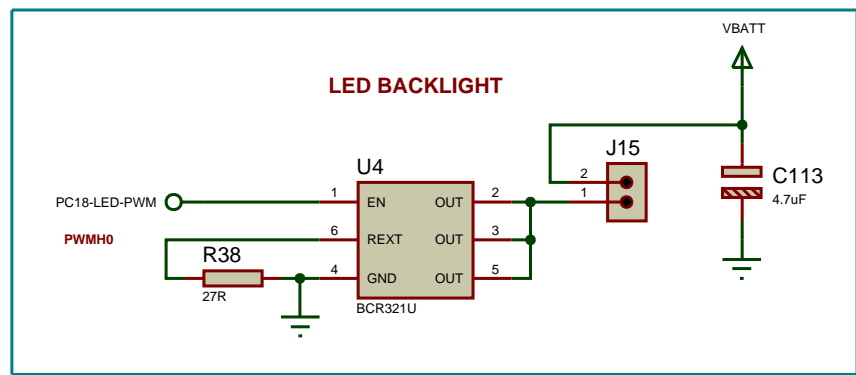 VBATT
LED BACKLIGHT
J15
U4
C113
4.7uF
2
1
PC18-LED-PWM
1
EN
OUT
2
PWMH0
6
REXT
OUT
3
R38
27R
4
GND
OUT
5
BCR321U